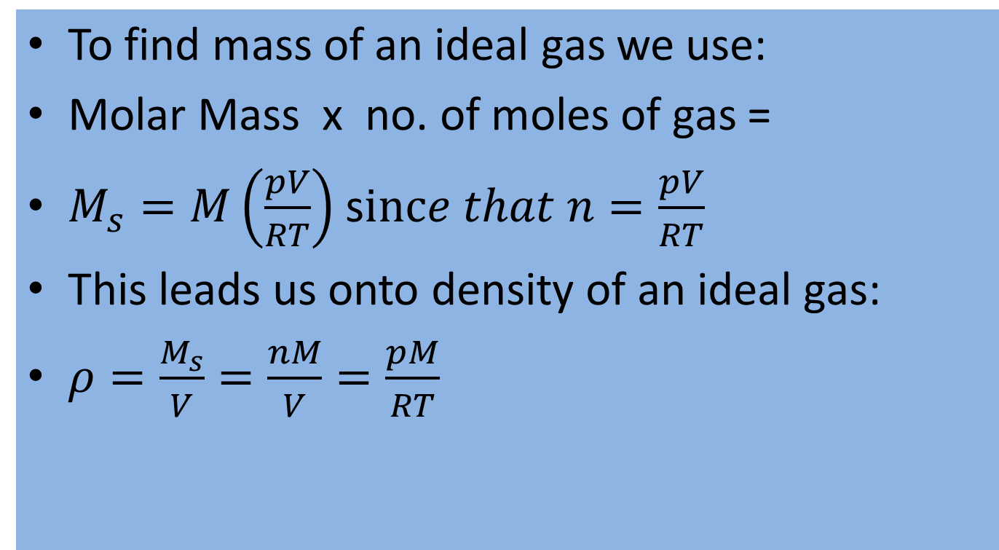 • To find mass of an ideal gas we use:
• Molar Mass x no. of moles of gas =
• $M_s = M\left(\frac{pV}{RT}\right)$ since that $n = \frac{pV}{RT}$
• This leads us onto density of an ideal gas:
• $\rho = \frac{M_s}{V} = \frac{nM}{V} = \frac{pM}{RT}$